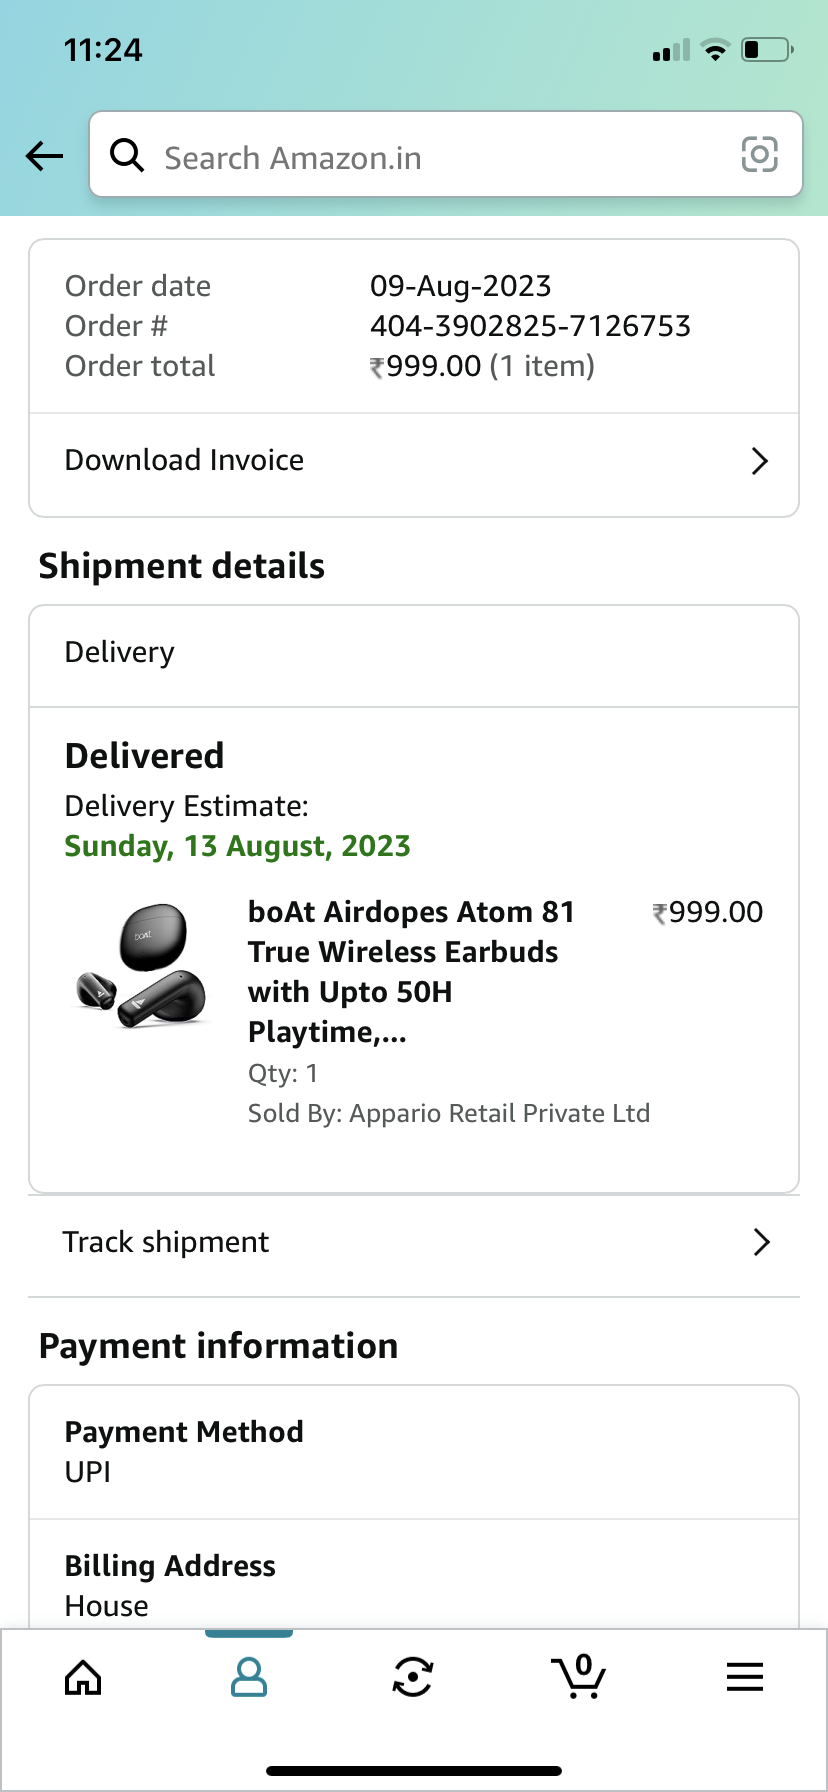 11:24
Search Amazon.in
Order date 09-Aug-2023
Order # 404-3902825-7126753
Order total ₹999.00 (1 item)
Download Invoice
Shipment details
Delivery
Delivered
Delivery Estimate:
Sunday, 13 August, 2023
boAt
boAt Airdopes Atom 81 ₹999.00
True Wireless Earbuds
with Upto 50H
Playtime,...
Qty: 1
Sold By: Appario Retail Private Ltd
Track shipment
Payment information
Payment Method
UPI
Billing Address
House
0